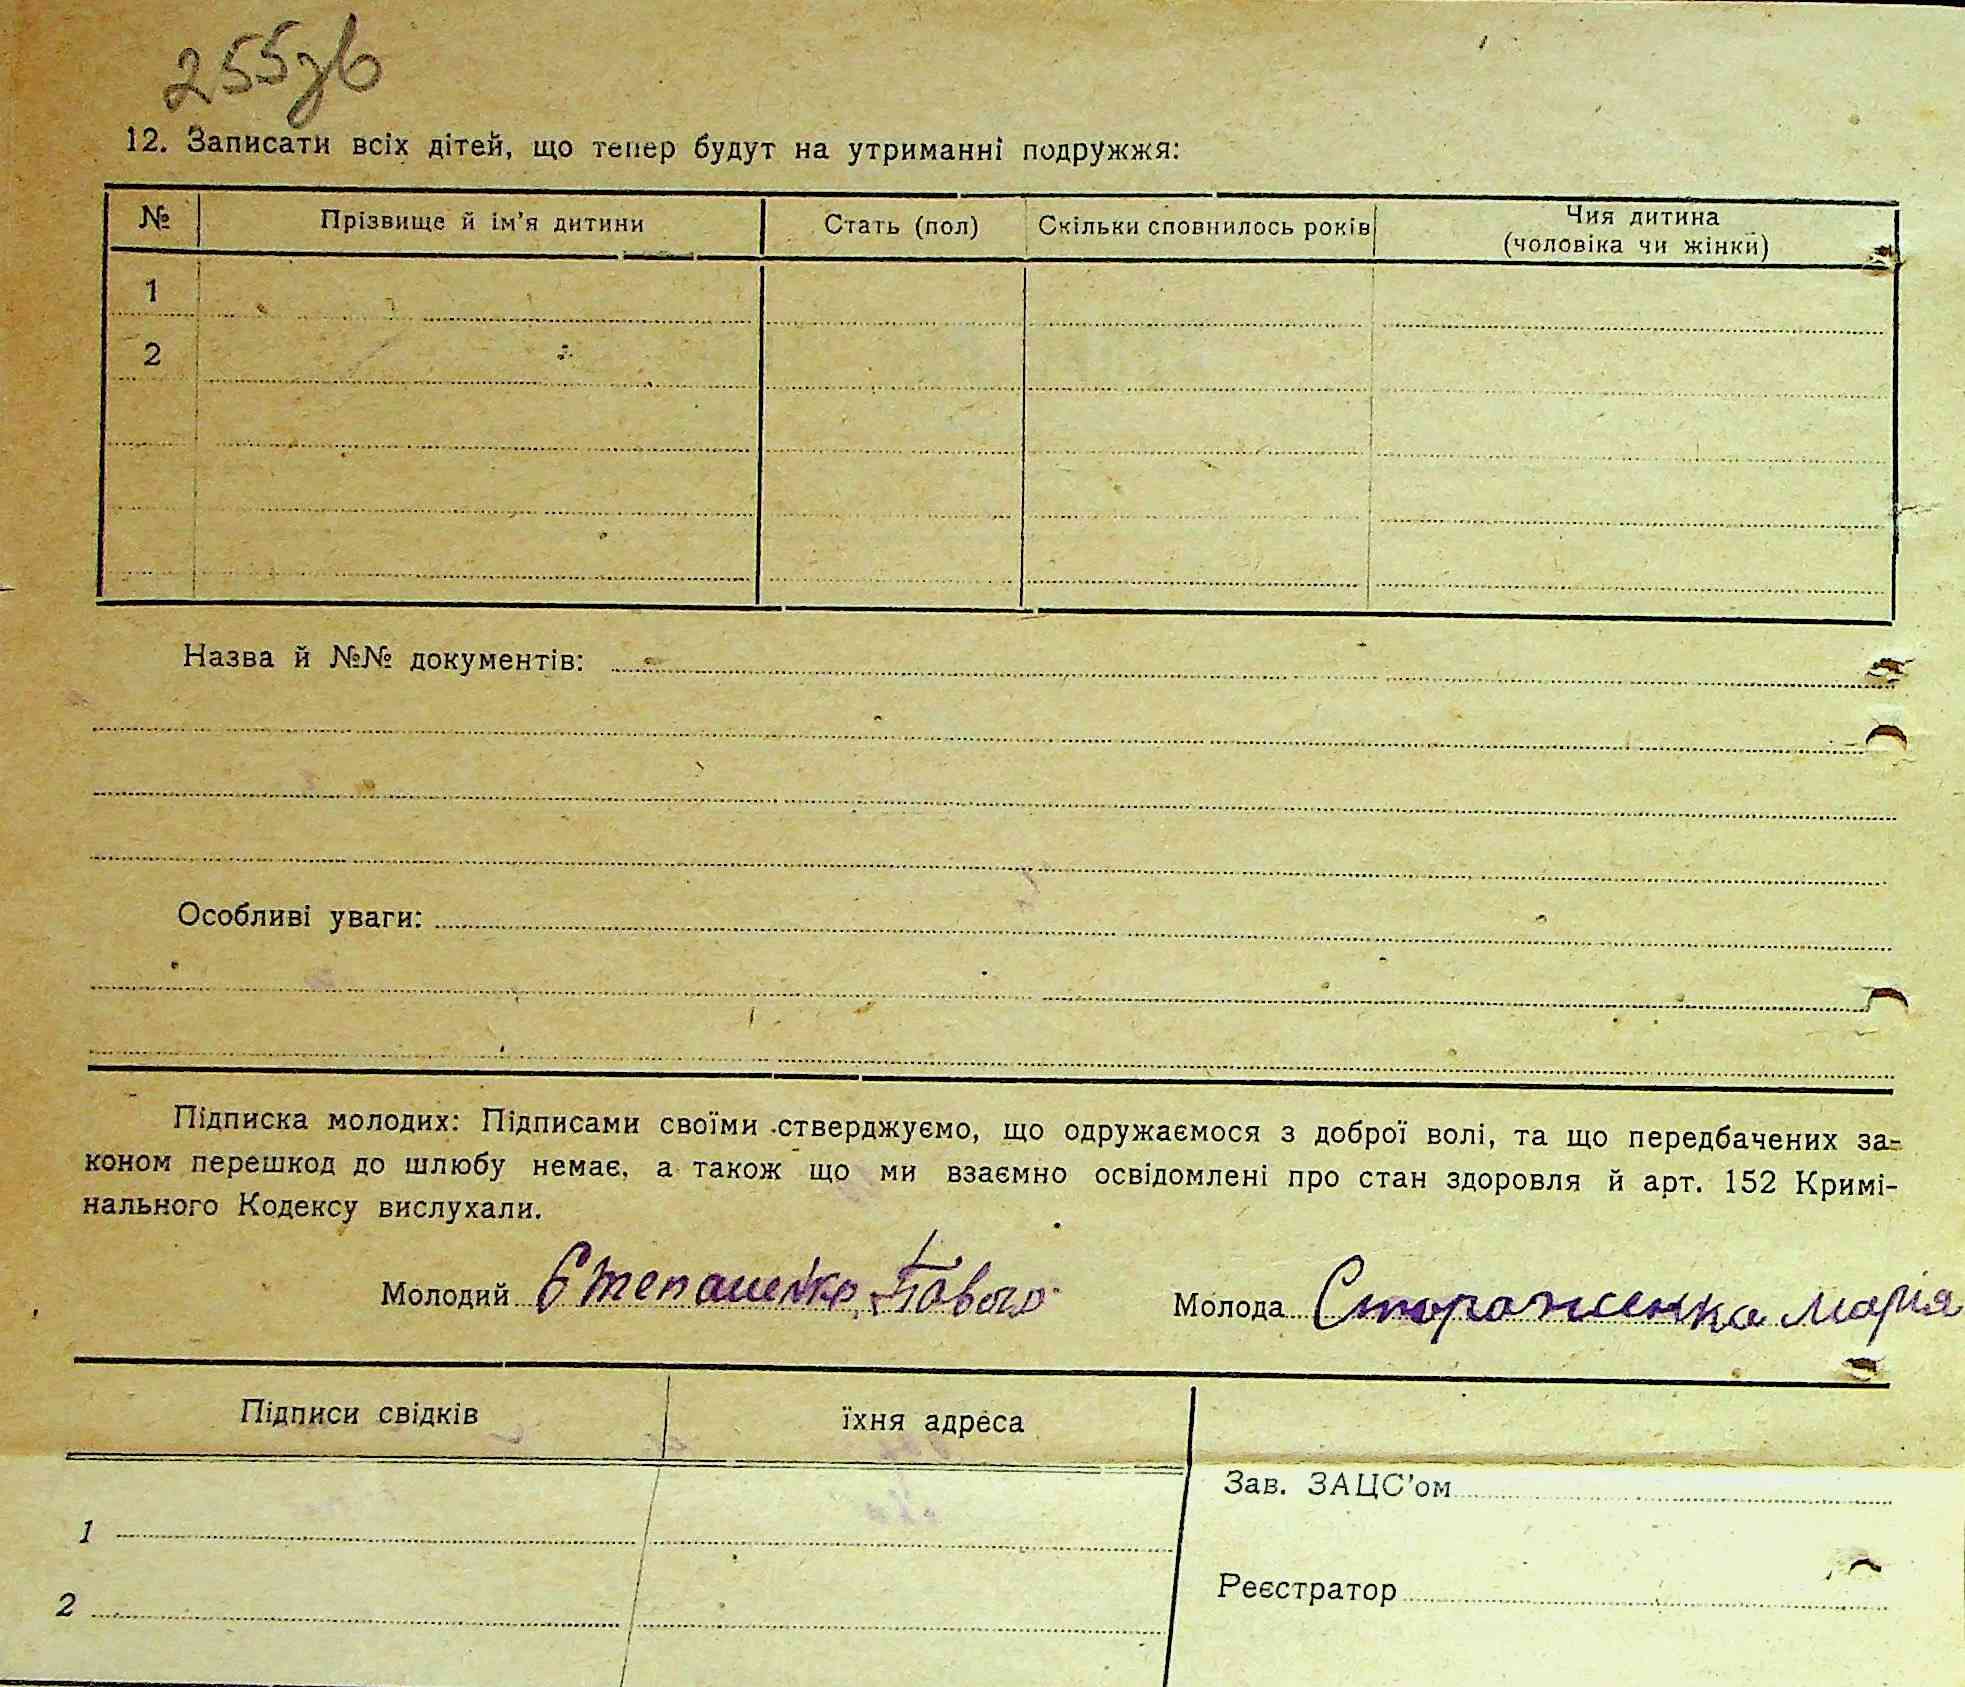 255зв
12. Записати всіх дітей, що тепер будут на утриманні подружжя:
№ Прізвище й ім'я дитини Стать (пол) Скільки сповнилось років Чия дитина (чоловіка чи жінки)
1
2
Назва й №№ документів:
Особливі уваги:
Підписка молодих: Підписами своїми стверджуємо, що одружаємося з доброї волі, та що передбачених за-
коном перешкод до шлюбу немає, а також що ми взаємно освідомлені про стан здоровля й арт. 152 Кримі-
нального Кодексу вислухали.
Молодий Степаненко Павло Молода Стороженка Марія
Підписи свідків їхня адреса
Зав. ЗАЦС'ом
1
Реєстратор
2